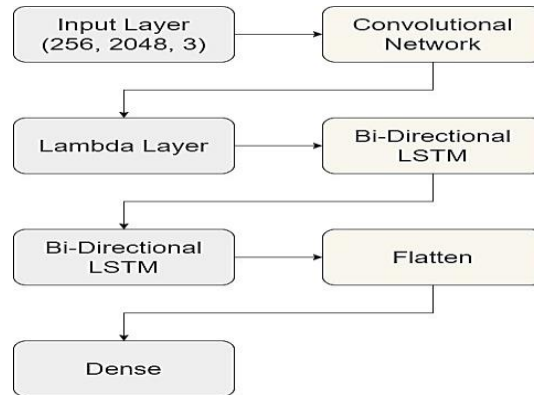 Input Layer
(256, 2048, 3)
Convolutional
Network
Lambda Layer
Bi-Directional
LSTM
Bi-Directional
LSTM
Flatten
Dense